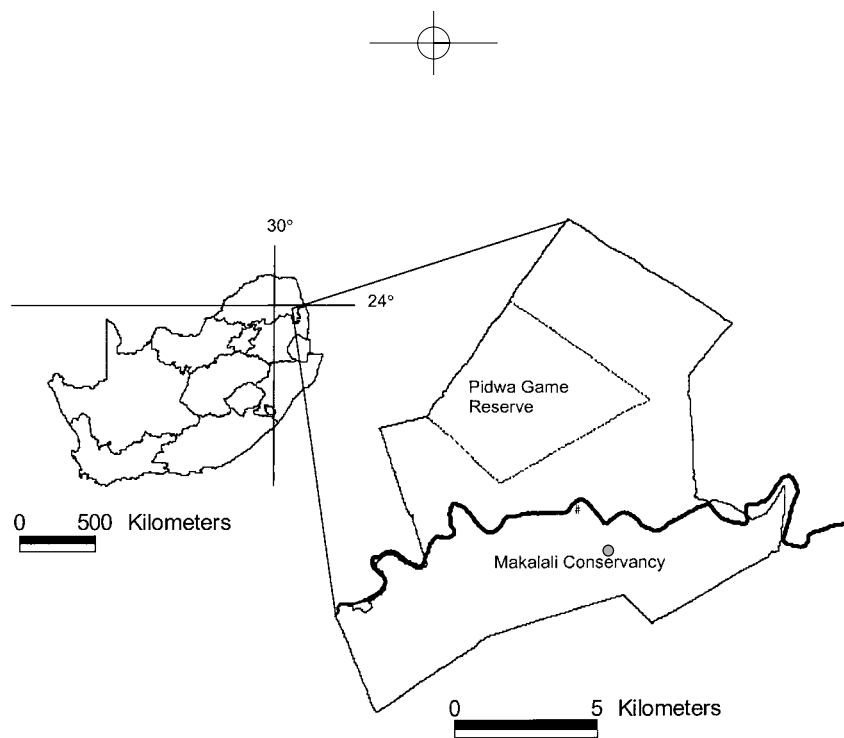 30°
24°
Pidwa Game
Reserve
0 500 Kilometers
#
Makalali Conservancy
0 5 Kilometers